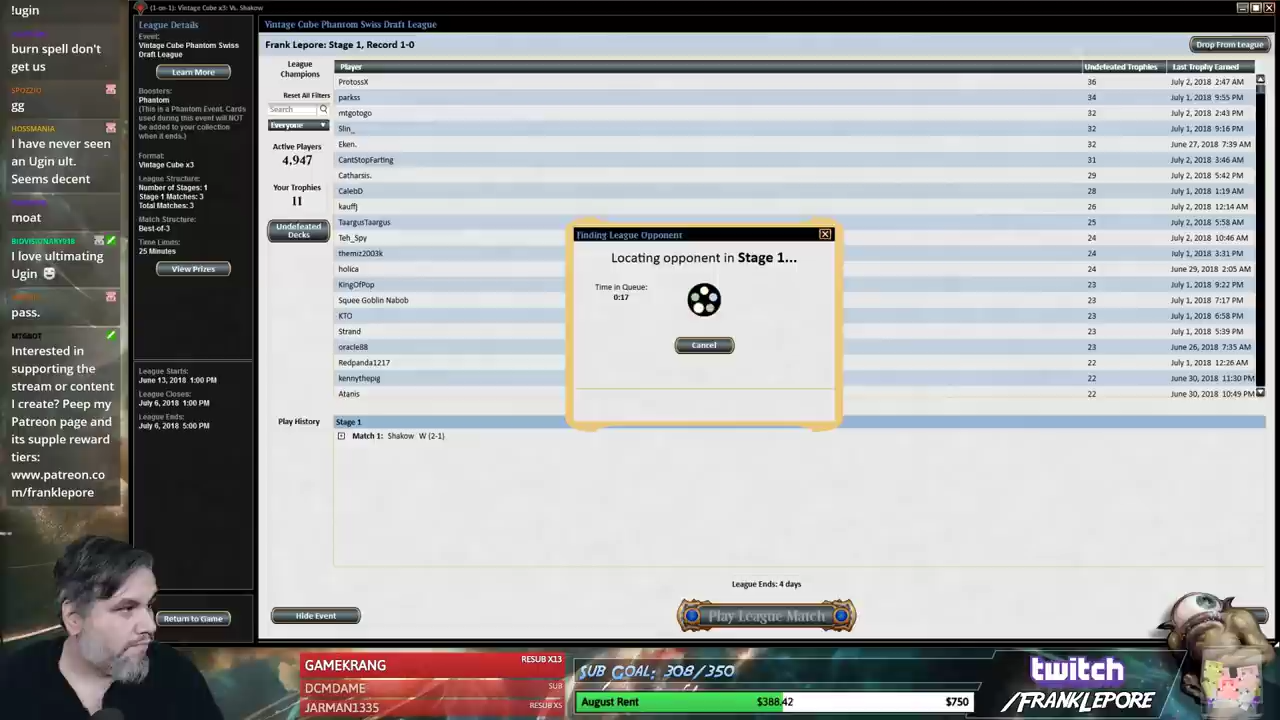 (1-on-1): Vintage Cube x3: Vs. Shakow
!ugin
burn spell don't
get us
SPOZZIO
gg
HOSSMANIA
I have never seen
an Ugin ult.
Seems decent
moat
BIDVISIONARY918
I love ultimating
Ugin
pass.
MTGBOT
Interested in
supporting the
stream or content
I create? Peep my
Patreon page and
its supple reward
tiers:
www.patreon.co
m/franklepore
League Details
Event:
Vintage Cube Phantom Swiss
Draft League
Learn More
Boosters:
Phantom
(This is a Phantom Event. Cards
used during this event will NOT
be added to your collection
when it ends.)
Format:
Vintage Cube x3
League Structure:
Number of Stages: 1
Stage 1 Matches: 3
Total Matches: 3
Match Structure:
Best-of-3
Time Limits:
25 Minutes
View Prizes
League Starts:
June 13, 2018 1:00 PM
League Closes:
July 6, 2018 1:00 PM
League Ends:
July 6, 2018 5:00 PM
Return to Game
Vintage Cube Phantom Swiss Draft League
Frank Lepore: Stage 1, Record 1-0
Drop From League
League
Champions
Reset All Filters
Search
Everyone
Active Players
4,947
Your Trophies
11
Undefeated
Decks
Player Undefeated Trophies Last Trophy Earned
ProtossX 36 July 2, 2018 2:47 AM
parkss 34 July 1, 2018 9:55 PM
mtgotogo 32 July 2, 2018 2:43 PM
Slin_ 32 July 1, 2018 9:16 PM
Eken. 32 June 27, 2018 7:39 AM
CantStopFarting 31 July 2, 2018 3:46 AM
Catharsis. 29 July 2, 2018 5:42 PM
CalebD 28 July 1, 2018 1:19 AM
kauffj 26 July 2, 2018 12:14 AM
TaargusTaargus 25 July 2, 2018 5:58 AM
Teh_Spy 24 July 2, 2018 10:46 AM
themiz2003k 24 July 1, 2018 3:31 PM
holica 24 June 29, 2018 2:05 AM
KingOfPop 23 July 1, 2018 9:22 PM
Squee Goblin Nabob 23 July 1, 2018 7:17 PM
KTO 23 July 1, 2018 6:58 PM
Strand 23 July 1, 2018 5:39 PM
oracle88 23 June 26, 2018 7:35 AM
Redpanda1217 22 July 1, 2018 12:26 AM
kennythepig 22 June 30, 2018 11:30 PM
Atanis 22 June 30, 2018 10:49 PM
Finding League Opponent
Locating opponent in Stage 1...
Time in Queue:
0:17
Cancel
Play History
Stage 1
Match 1: Shakow W (2-1)
League Ends: 4 days
Hide Event
Play League Match
GAMEKRANG RESUB X13
DCMDAME SUB
JARMAN1335 RESUB X5
SUB GOAL: 308/350
August Rent $388.42 $750
twitch
/FRANKLEPORE